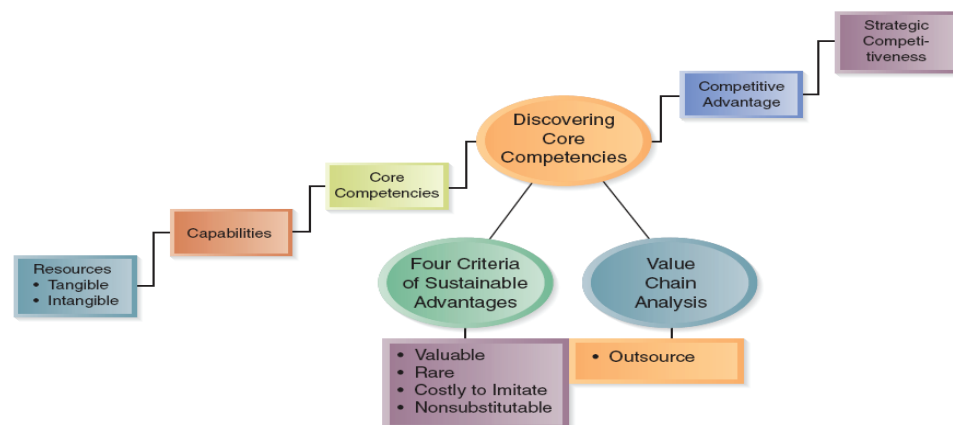 Strategic
Competi-
tiveness
Competitive
Advantage
Discovering
Core
Competencies
Core
Competencies
Capabilities
Resources
• Tangible
• Intangible
Four Criteria
of Sustainable
Advantages
Value
Chain
Analysis
• Valuable
• Rare
• Costly to Imitate
• Nonsubstitutable
• Outsource